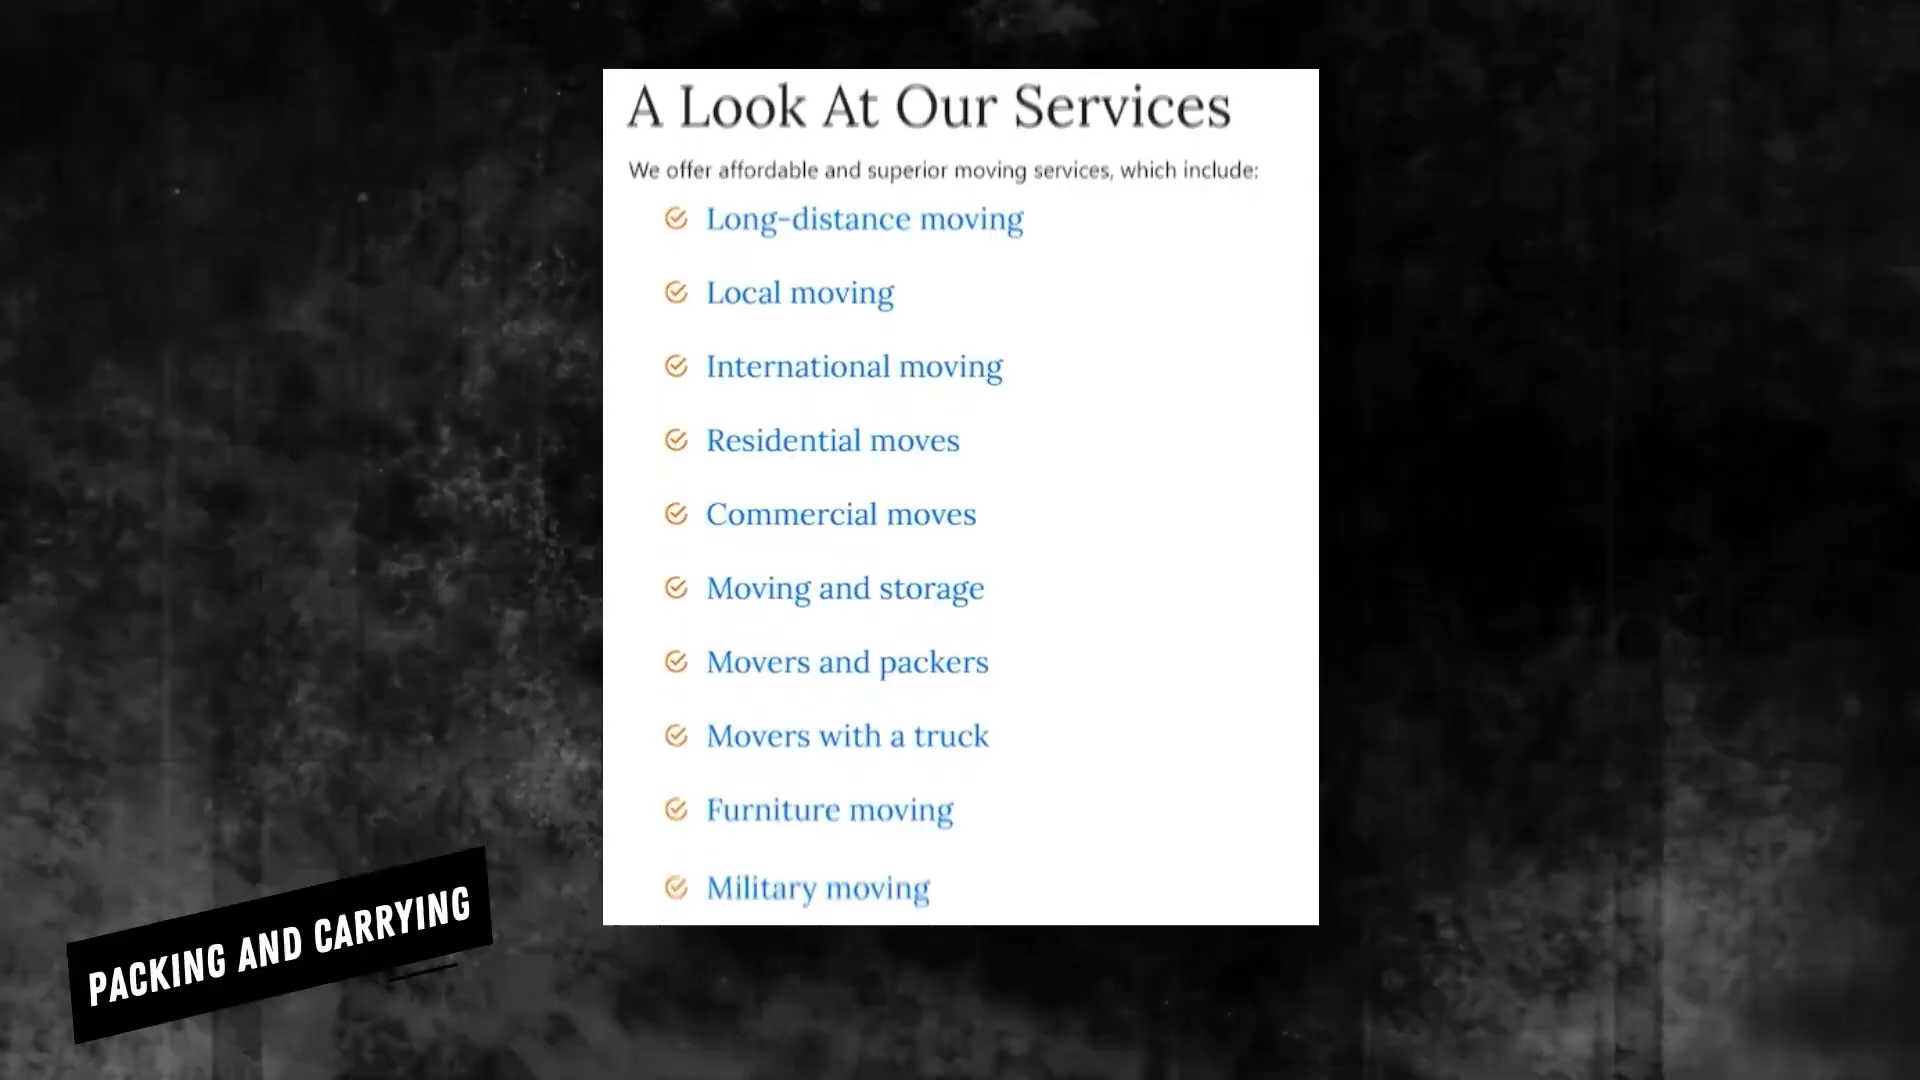 A Look At Our Services
We offer affordable and superior moving services, which include:
Long-distance moving
Local moving
International moving
Residential moves
Commercial moves
Moving and storage
Movers and packers
Movers with a truck
Furniture moving
Military moving
PACKING AND CARRYING